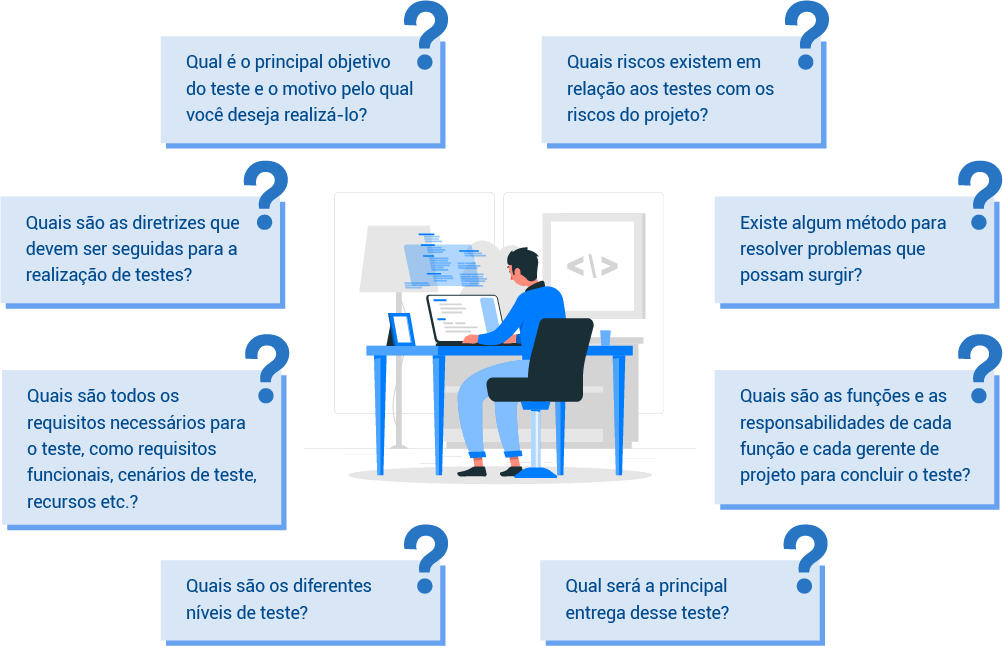 Qual é o principal objetivo
do teste e o motivo pelo qual
você deseja realizá-lo?
Quais riscos existem em
relação aos testes com os
riscos do projeto?
Quais são as diretrizes que
devem ser seguidas para a
realização de testes?
Existe algum método para
resolver problemas que
possam surgir?
Quais são todos os
requisitos necessários para
o teste, como requisitos
funcionais, cenários de teste,
recursos etc.?
Quais são as funções e as
responsabilidades de cada
função e cada gerente de
projeto para concluir o teste?
Quais são os diferentes
níveis de teste?
Qual será a principal
entrega desse teste?